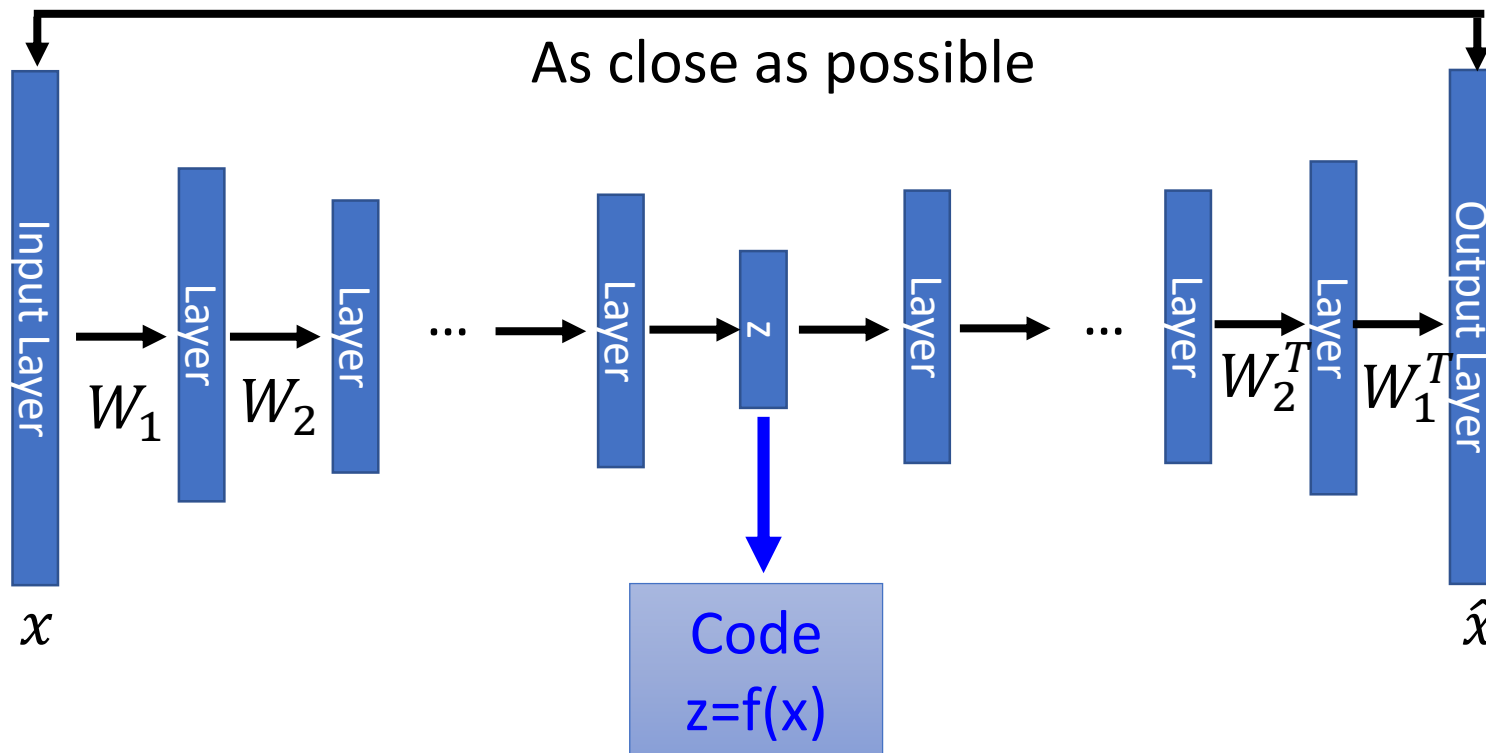 As close as possible
Input Layer
Layer
Layer
...
Layer
z
Layer
...
Layer
Layer
Output Layer
W₁
W₂
W₂ᵀ
W₁ᵀ
x
x̂
Code
z=f(x)